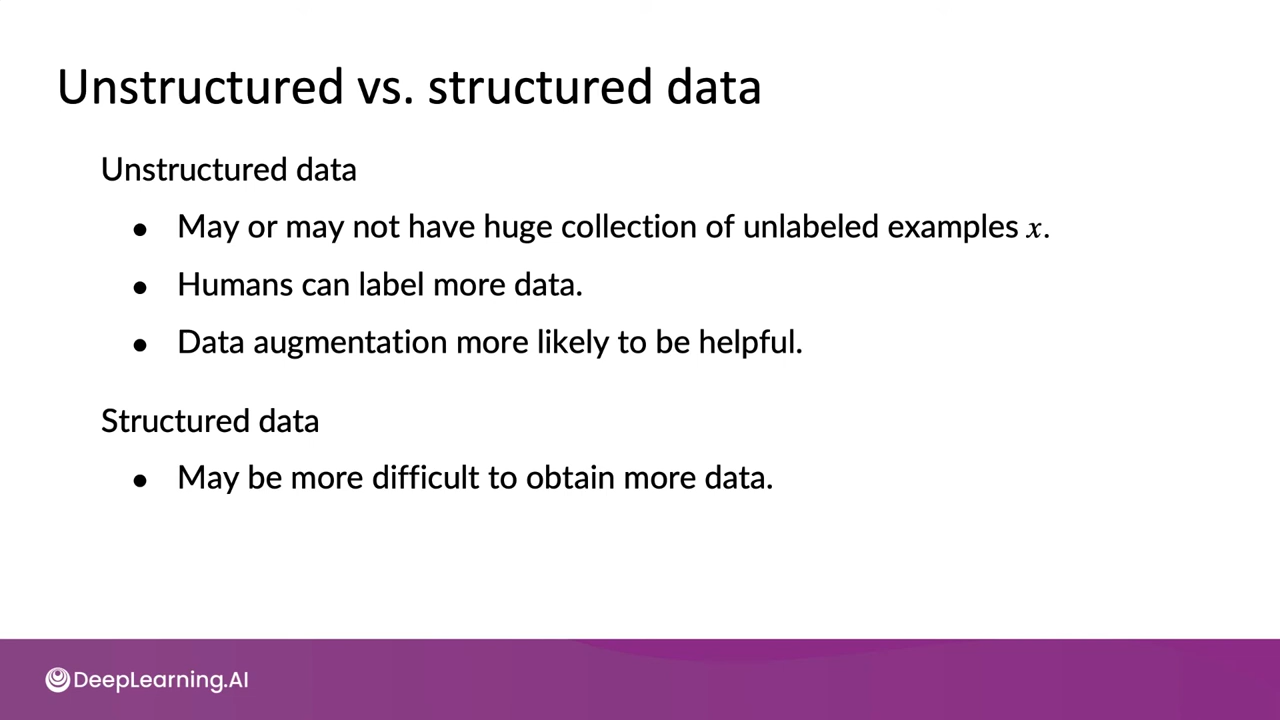 Unstructured vs. structured data
Unstructured data
● May or may not have huge collection of unlabeled examples x.
● Humans can label more data.
● Data augmentation more likely to be helpful.
Structured data
● May be more difficult to obtain more data.
DeepLearning.AI